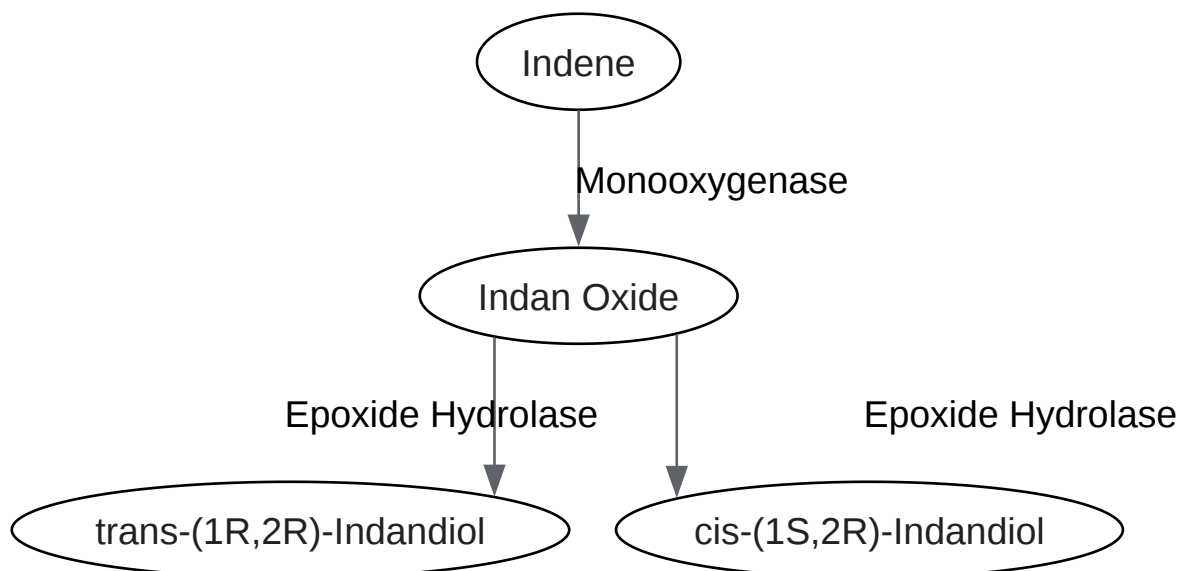 Indene
Monooxygenase
Indan Oxide
Epoxide Hydrolase
Epoxide Hydrolase
trans-(1R,2R)-Indandiol
cis-(1S,2R)-Indandiol